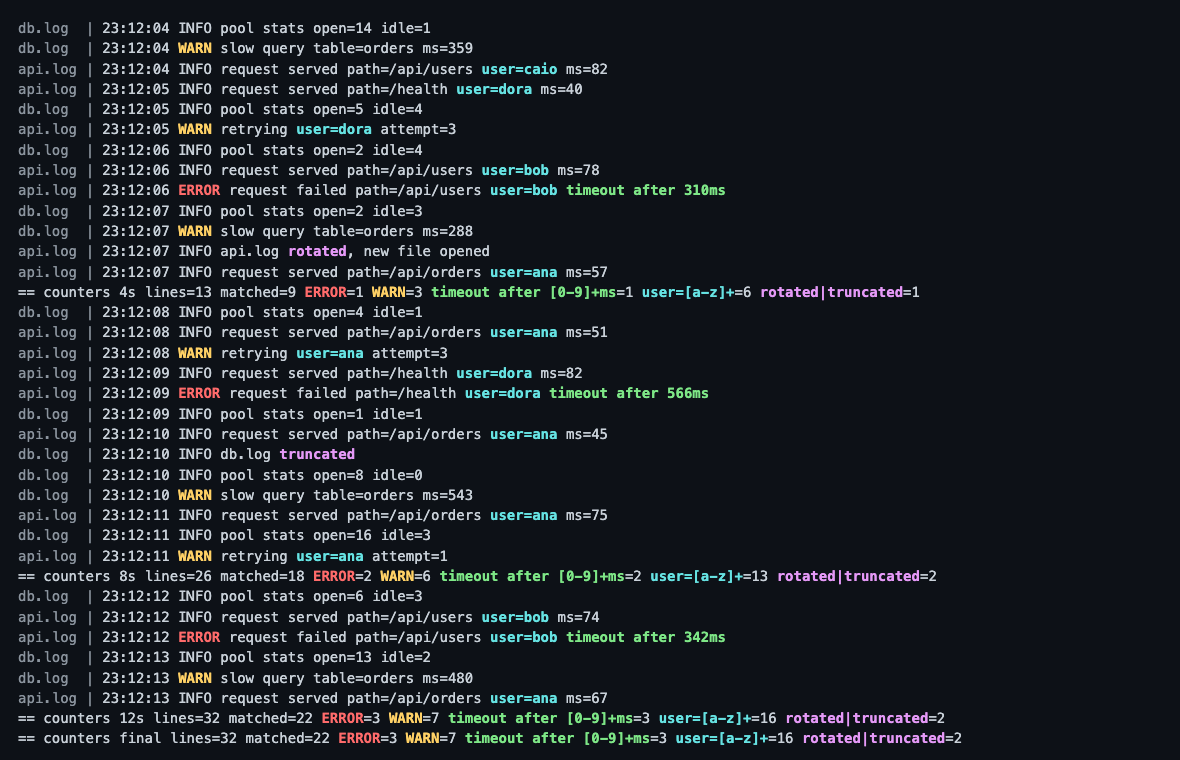 db.log  | 23:12:04 INFO pool stats open=14 idle=1
db.log  | 23:12:04 WARN slow query table=orders ms=359
api.log | 23:12:04 INFO request served path=/api/users user=caio ms=82
api.log | 23:12:05 INFO request served path=/health user=dora ms=40
db.log  | 23:12:05 INFO pool stats open=5 idle=4
api.log | 23:12:05 WARN retrying user=dora attempt=3
db.log  | 23:12:06 INFO pool stats open=2 idle=4
api.log | 23:12:06 INFO request served path=/api/users user=bob ms=78
api.log | 23:12:06 ERROR request failed path=/api/users user=bob timeout after 310ms
db.log  | 23:12:07 INFO pool stats open=2 idle=3
db.log  | 23:12:07 WARN slow query table=orders ms=288
api.log | 23:12:07 INFO api.log rotated, new file opened
api.log | 23:12:07 INFO request served path=/api/orders user=ana ms=57
== counters 4s lines=13 matched=9 ERROR=1 WARN=3 timeout after [0-9]+ms=1 user=[a-z]+=6 rotated|truncated=1
db.log  | 23:12:08 INFO pool stats open=4 idle=1
api.log | 23:12:08 INFO request served path=/api/orders user=ana ms=51
api.log | 23:12:08 WARN retrying user=ana attempt=3
api.log | 23:12:09 INFO request served path=/health user=dora ms=82
api.log | 23:12:09 ERROR request failed path=/health user=dora timeout after 566ms
db.log  | 23:12:09 INFO pool stats open=1 idle=1
api.log | 23:12:10 INFO request served path=/api/orders user=ana ms=45
db.log  | 23:12:10 INFO db.log truncated
db.log  | 23:12:10 INFO pool stats open=8 idle=0
db.log  | 23:12:10 WARN slow query table=orders ms=543
api.log | 23:12:11 INFO request served path=/api/orders user=ana ms=75
db.log  | 23:12:11 INFO pool stats open=16 idle=3
api.log | 23:12:11 WARN retrying user=ana attempt=1
== counters 8s lines=26 matched=18 ERROR=2 WARN=6 timeout after [0-9]+ms=2 user=[a-z]+=13 rotated|truncated=2
db.log  | 23:12:12 INFO pool stats open=6 idle=3
api.log | 23:12:12 INFO request served path=/api/users user=bob ms=74
api.log | 23:12:12 ERROR request failed path=/api/users user=bob timeout after 342ms
db.log  | 23:12:13 INFO pool stats open=13 idle=2
db.log  | 23:12:13 WARN slow query table=orders ms=480
api.log | 23:12:13 INFO request served path=/api/orders user=ana ms=67
== counters 12s lines=32 matched=22 ERROR=3 WARN=7 timeout after [0-9]+ms=3 user=[a-z]+=16 rotated|truncated=2
== counters final lines=32 matched=22 ERROR=3 WARN=7 timeout after [0-9]+ms=3 user=[a-z]+=16 rotated|truncated=2